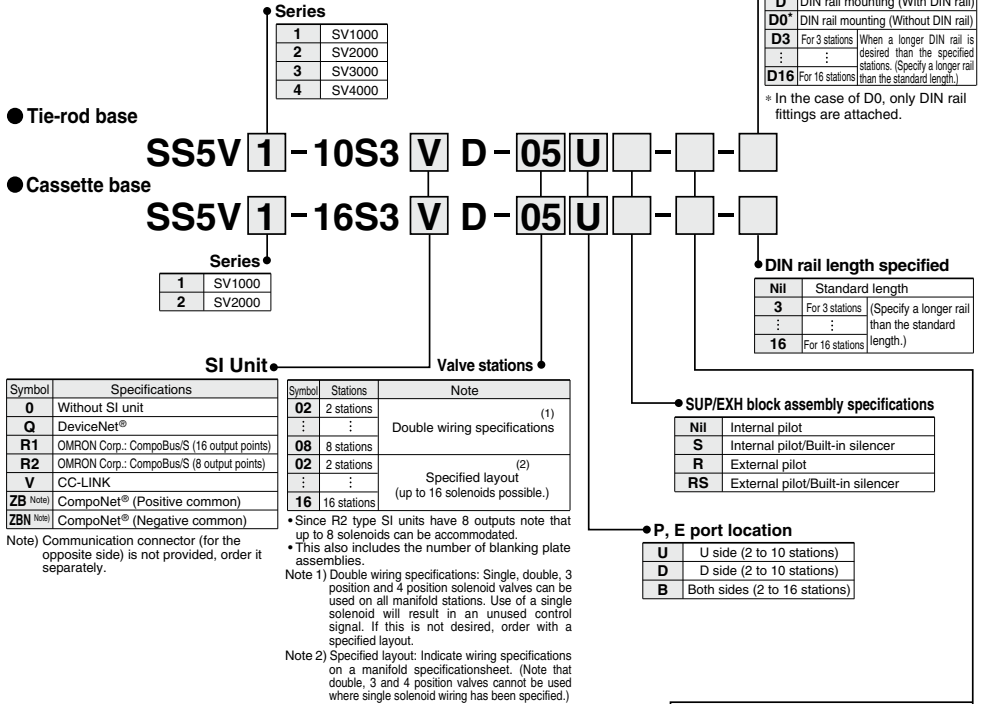 Series
1 SV1000
2 SV2000
3 SV3000
4 SV4000
D DIN rail mounting (With DIN rail)
D0* DIN rail mounting (Without DIN rail)
D3 For 3 stations When a longer DIN rail is
desired than the specified
⋮ ⋮ stations. (Specify a longer rail
D16 For 16 stations than the standard length.)
* In the case of D0, only DIN rail
fittings are attached.
● Tie-rod base
SS5V 1 - 10S3 V D - 05 U □ - □ - □
● Cassette base
SS5V 1 - 16S3 V D - 05 U □ - □ - □
Series
1 SV1000
2 SV2000
DIN rail length specified
Nil Standard length
3 For 3 stations (Specify a longer rail
⋮ ⋮ than the standard
16 For 16 stations length.)
SI Unit
Symbol Specifications
0 Without SI unit
Q DeviceNet®
R1 OMRON Corp.: CompoBus/S (16 output points)
R2 OMRON Corp.: CompoBus/S (8 output points)
V CC-LINK
ZB Note) CompoNet® (Positive common)
ZBN Note) CompoNet® (Negative common)
Note) Communication connector (for the
opposite side) is not provided, order it
separately.
Valve stations
Symbol Stations Note
02 2 stations (1)
⋮ ⋮ Double wiring specifications
08 8 stations
02 2 stations (2)
⋮ ⋮ Specified layout
(up to 16 solenoids possible.)
16 16 stations
• Since R2 type SI units have 8 outputs note that
up to 8 solenoids can be accommodated.
• This also includes the number of blanking plate
assemblies.
Note 1) Double wiring specifications: Single, double, 3
position and 4 position solenoid valves can be
used on all manifold stations. Use of a single
solenoid will result in an unused control
signal. If this is not desired, order with a
specified layout.
Note 2) Specified layout: Indicate wiring specifications
on a manifold specificationsheet. (Note that
double, 3 and 4 position valves cannot be used
where single solenoid wiring has been specified.)
SUP/EXH block assembly specifications
Nil Internal pilot
S Internal pilot/Built-in silencer
R External pilot
RS External pilot/Built-in silencer
P, E port location
U U side (2 to 10 stations)
D D side (2 to 10 stations)
B Both sides (2 to 16 stations)